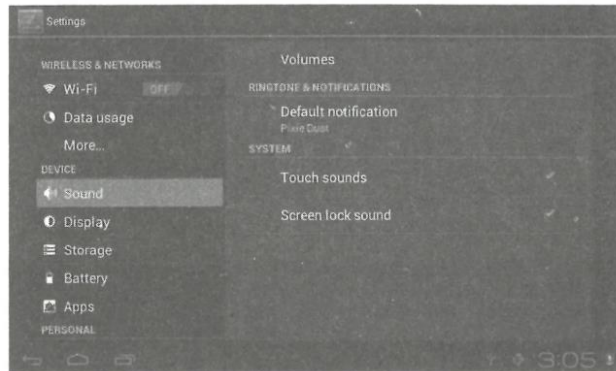 Settings
WIRELESS & NETWORKS
Wi-Fi OFF
Data usage
More...
DEVICE
Sound
Display
Storage
Battery
Apps
PERSONAL
Volumes
RINGTONE & NOTIFICATIONS
Default notification
Pixie Dust
SYSTEM
Touch sounds
Screen lock sound
3:05